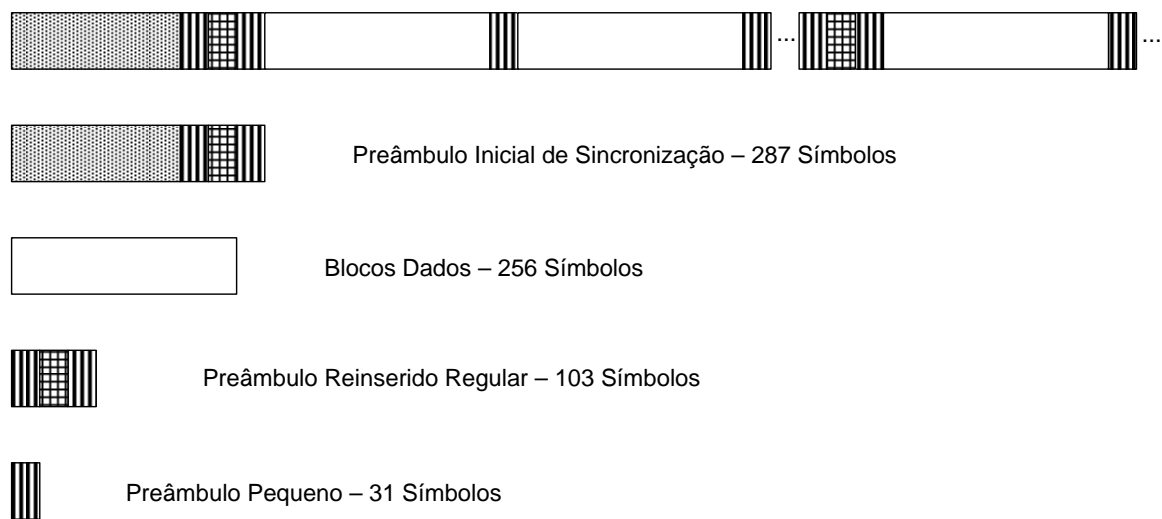 ... ...
Preâmbulo Inicial de Sincronização – 287 Símbolos
Blocos Dados – 256 Símbolos
Preâmbulo Reinserido Regular – 103 Símbolos
Preâmbulo Pequeno – 31 Símbolos